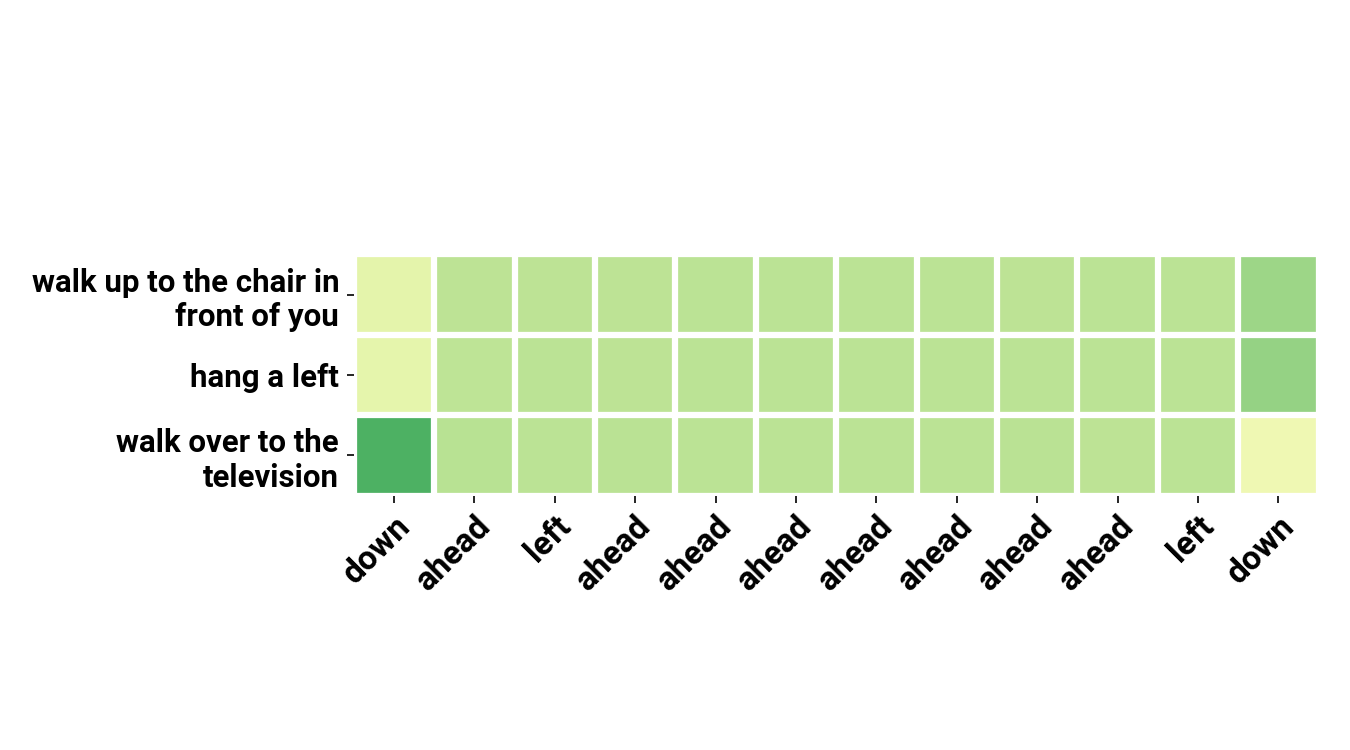 walk up to the chair in
front of you
hang a left
walk over to the
television
down
ahead
left
ahead
ahead
ahead
ahead
ahead
ahead
ahead
left
down